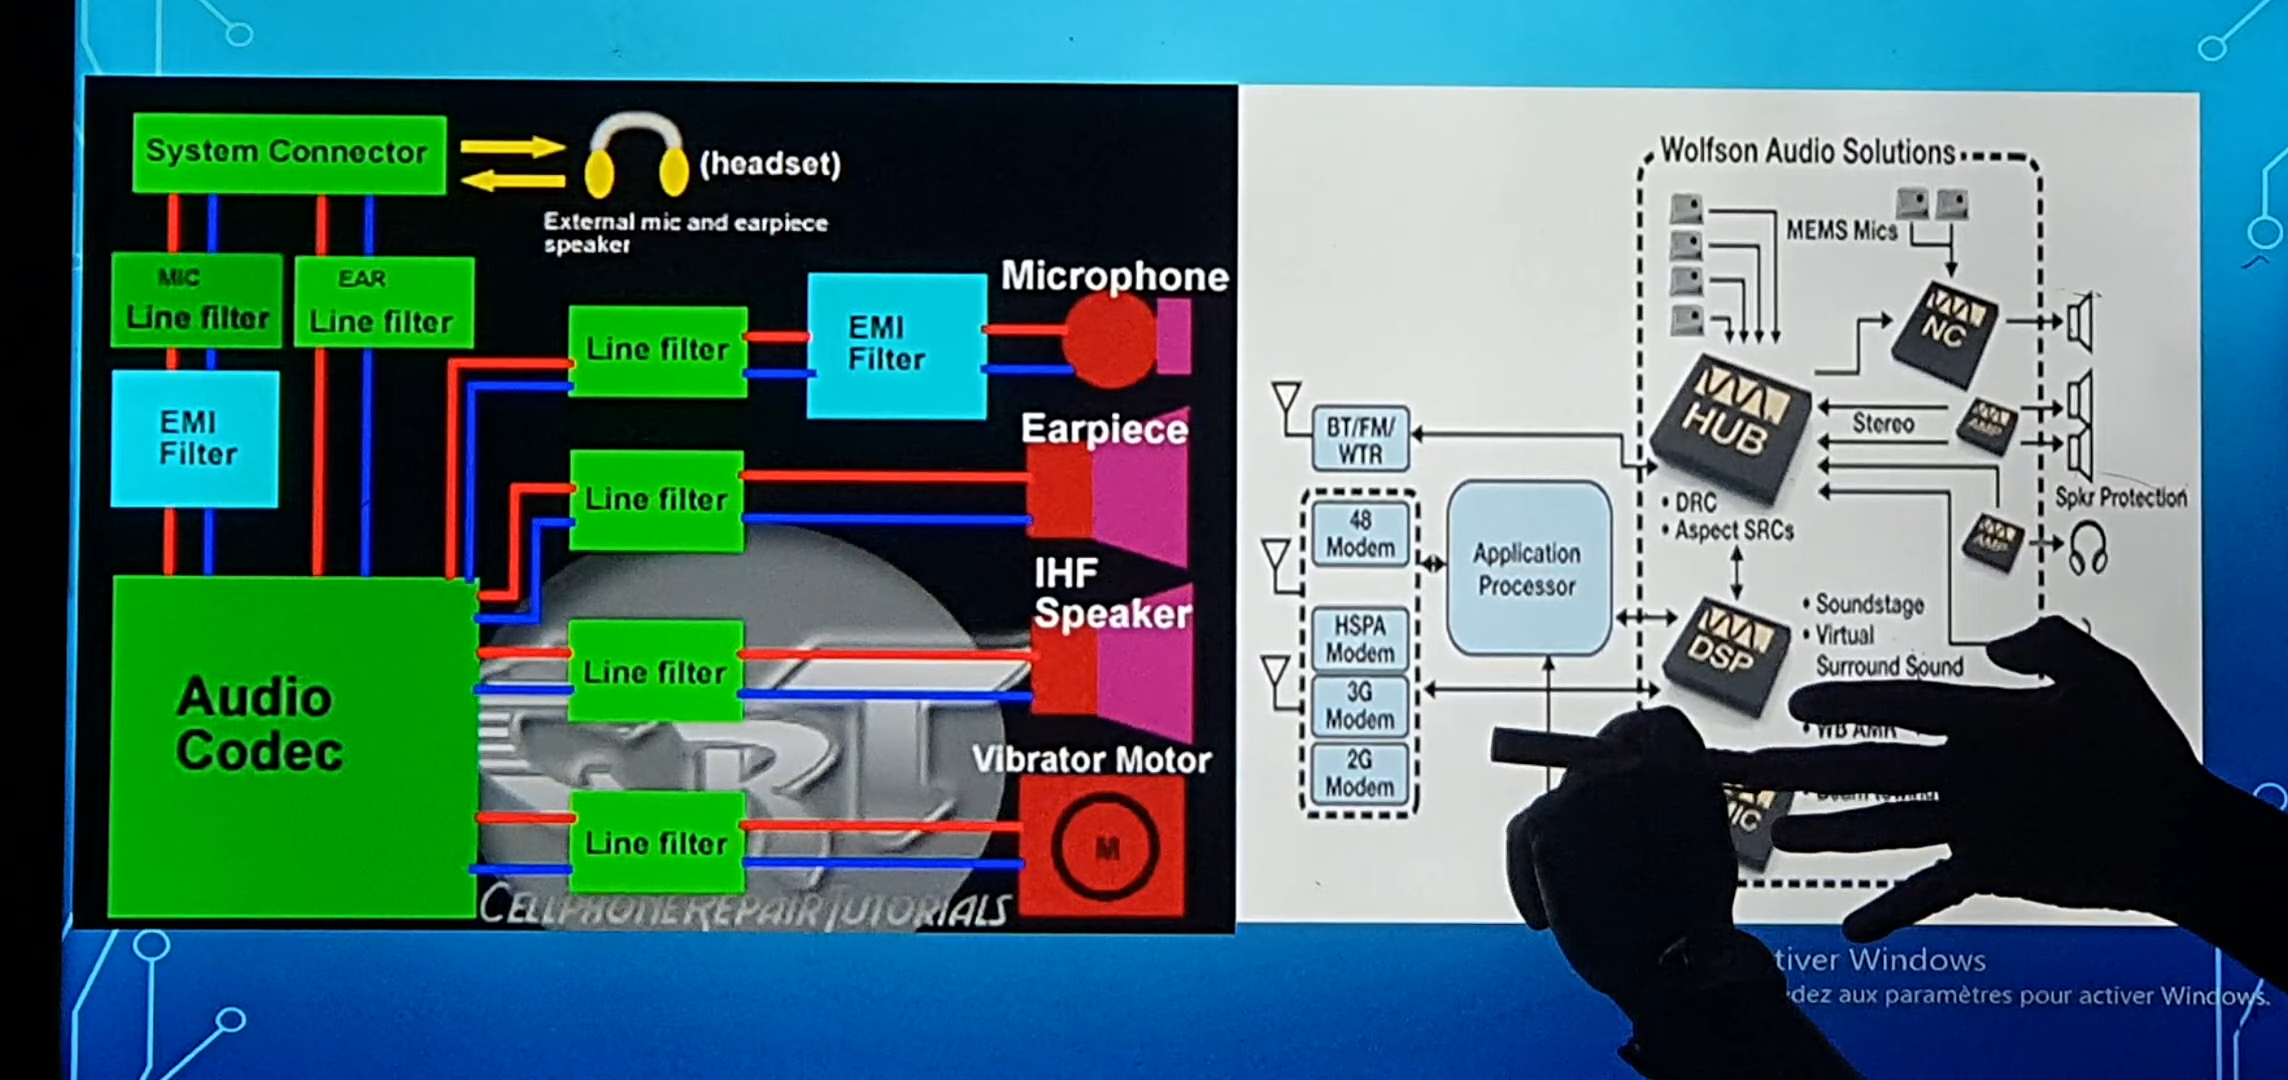 System Connector
(headset)
External mic and earpiece
speaker
MIC
Line filter
EAR
Line filter
EMI
Filter
Line filter
EMI
Filter
Microphone
Line filter
Earpiece
Line filter
IHF
Speaker
Line filter
Vibrator Motor
M
Audio
Codec
CELLPHONEREPAIRTUTORIALS
Wolfson Audio Solutions
MEMS Mics
NC
HUB
Stereo
AMP
AMP
Spkr Protection
BT/FM/
WTR
• DRC
• Aspect SRCs
48
Modem
HSPA
Modem
3G
Modem
2G
Modem
Application
Processor
DSP
• Soundstage
• Virtual
Surround Sound
• WB AMR
tiver Windows
dez aux paramètres pour activer Windows.